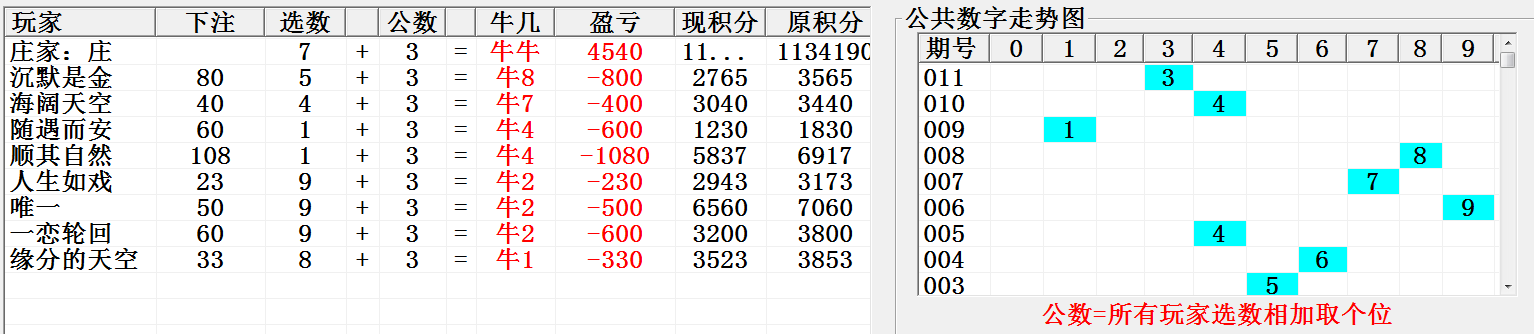 玩家 下注 选数 公数 牛几 盈亏 现积分 原积分
庄家：庄 7 + 3 = 牛牛 4540 11... 1134190
沉默是金 80 5 + 3 = 牛8 -800 2765 3565
海阔天空 40 4 + 3 = 牛7 -400 3040 3440
随遇而安 60 1 + 3 = 牛4 -600 1230 1830
顺其自然 108 1 + 3 = 牛4 -1080 5837 6917
人生如戏 23 9 + 3 = 牛2 -230 2943 3173
唯一 50 9 + 3 = 牛2 -500 6560 7060
一恋轮回 60 9 + 3 = 牛2 -600 3200 3800
缘分的天空 33 8 + 3 = 牛1 -330 3523 3853
公共数字走势图
期号 0 1 2 3 4 5 6 7 8 9
011 3
010 4
009 1
008 8
007 7
006 9
005 4
004 6
003 5
公数=所有玩家选数相加取个位